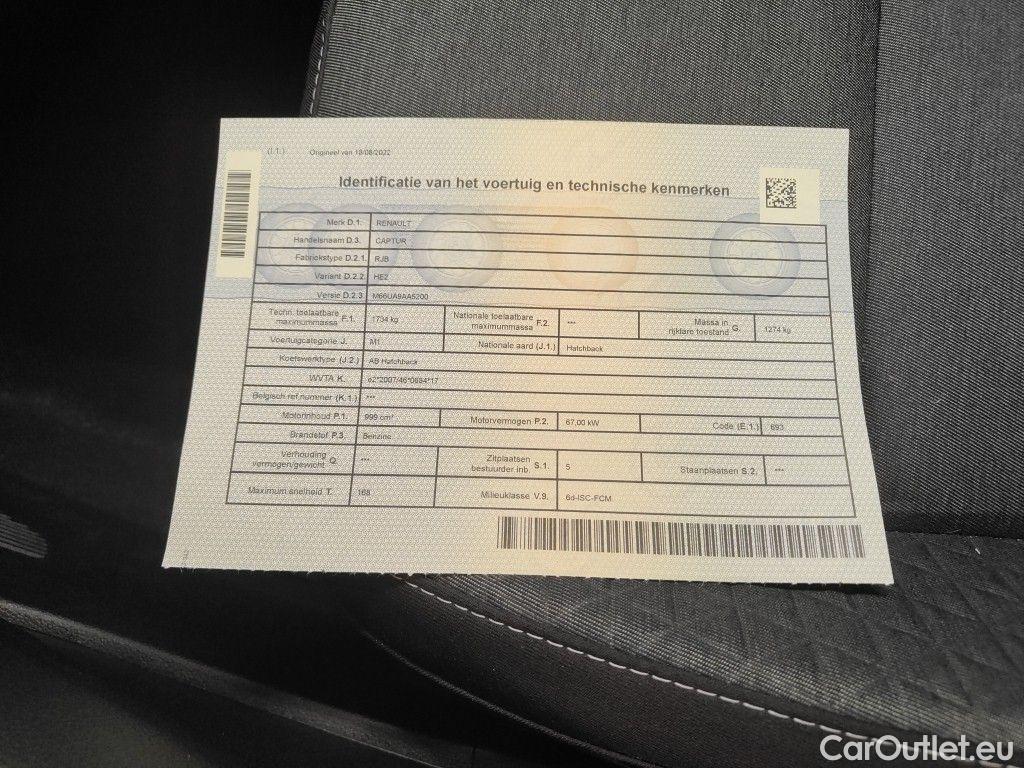 (I.1.) Origineel van 18/08/2022
Identificatie van het voertuig en technische kenmerken
Merk D.1. RENAULT
Handelsnaam D.3. CAPTUR
Fabriekstype D.2.1. RJB
Variant D.2.2. HE2
Versie D.2.3 M66UA9AA5200
Techn. toelaatbare maximummassa F.1. 1734 kg Nationale toelaatbare maximummassa F.2. *** Massa in rijklare toestand G. 1274 kg
Voertuigcategorie J. M1 Nationale aard (J.1.) Hatchback
Koetswerktype (J.2.) AB Hatchback
WVTA K. e2*2007/46*0684*17
Belgisch ref.nummer (K.1.) ***
Motorinhoud P.1. 999 cm³ Motorvermogen P.2. 67,00 kW Code (E.1.) 693
Brandstof P.3. Benzine
Verhouding vermogen/gewicht Q. *** Zitplaatsen bestuurder inb. S.1. 5 Staanplaatsen S.2. ***
Maximum snelheid T. 168 Milieuklasse V.9. 6d-ISC-FCM
CarOutlet.eu